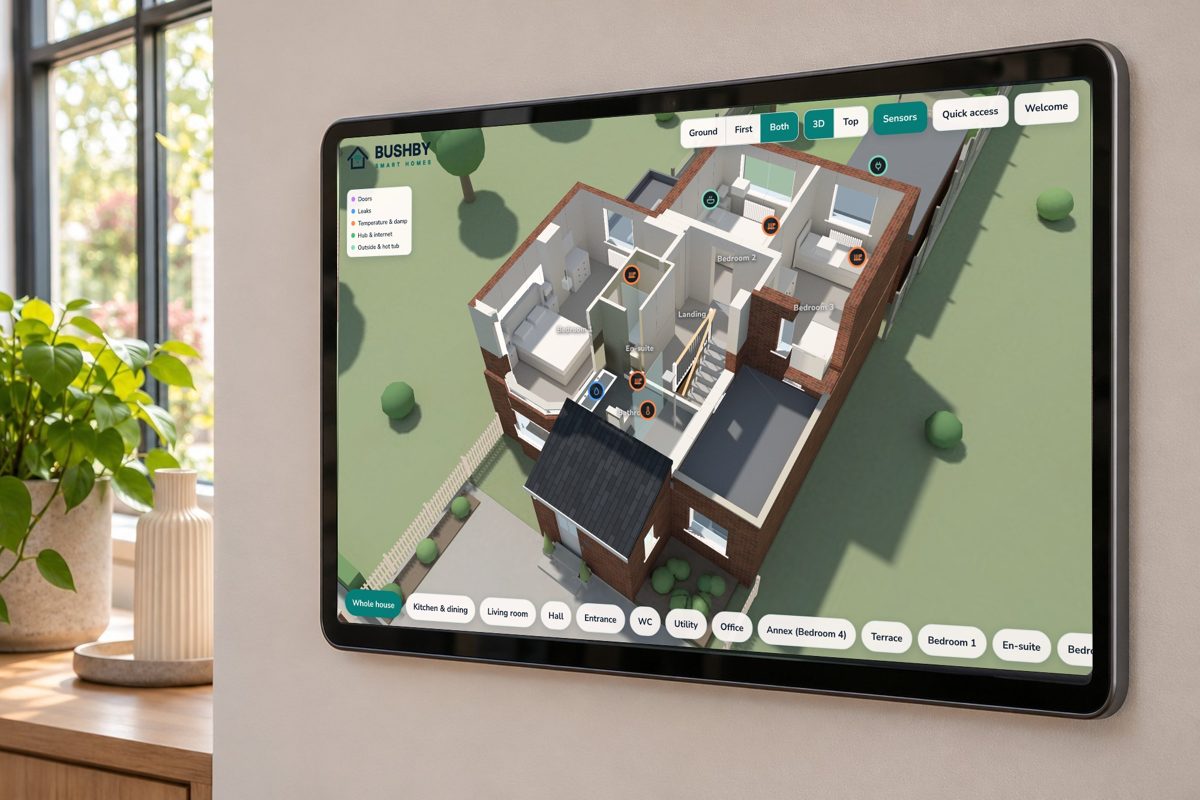 BUSHBY
SMART HOMES
Ground
First
Both
3D
Top
Sensors
Quick access
Welcome
Doors
Leaks
Temperature & damp
Hub & internet
Outside & hot tub
Bedroom 2
Bedroom 3
Landing
En-suite
Whole house
Kitchen & dining
Living room
Hall
Entrance
WC
Utility
Office
Annex (Bedroom 4)
Terrace
Bedroom 1
En-suite